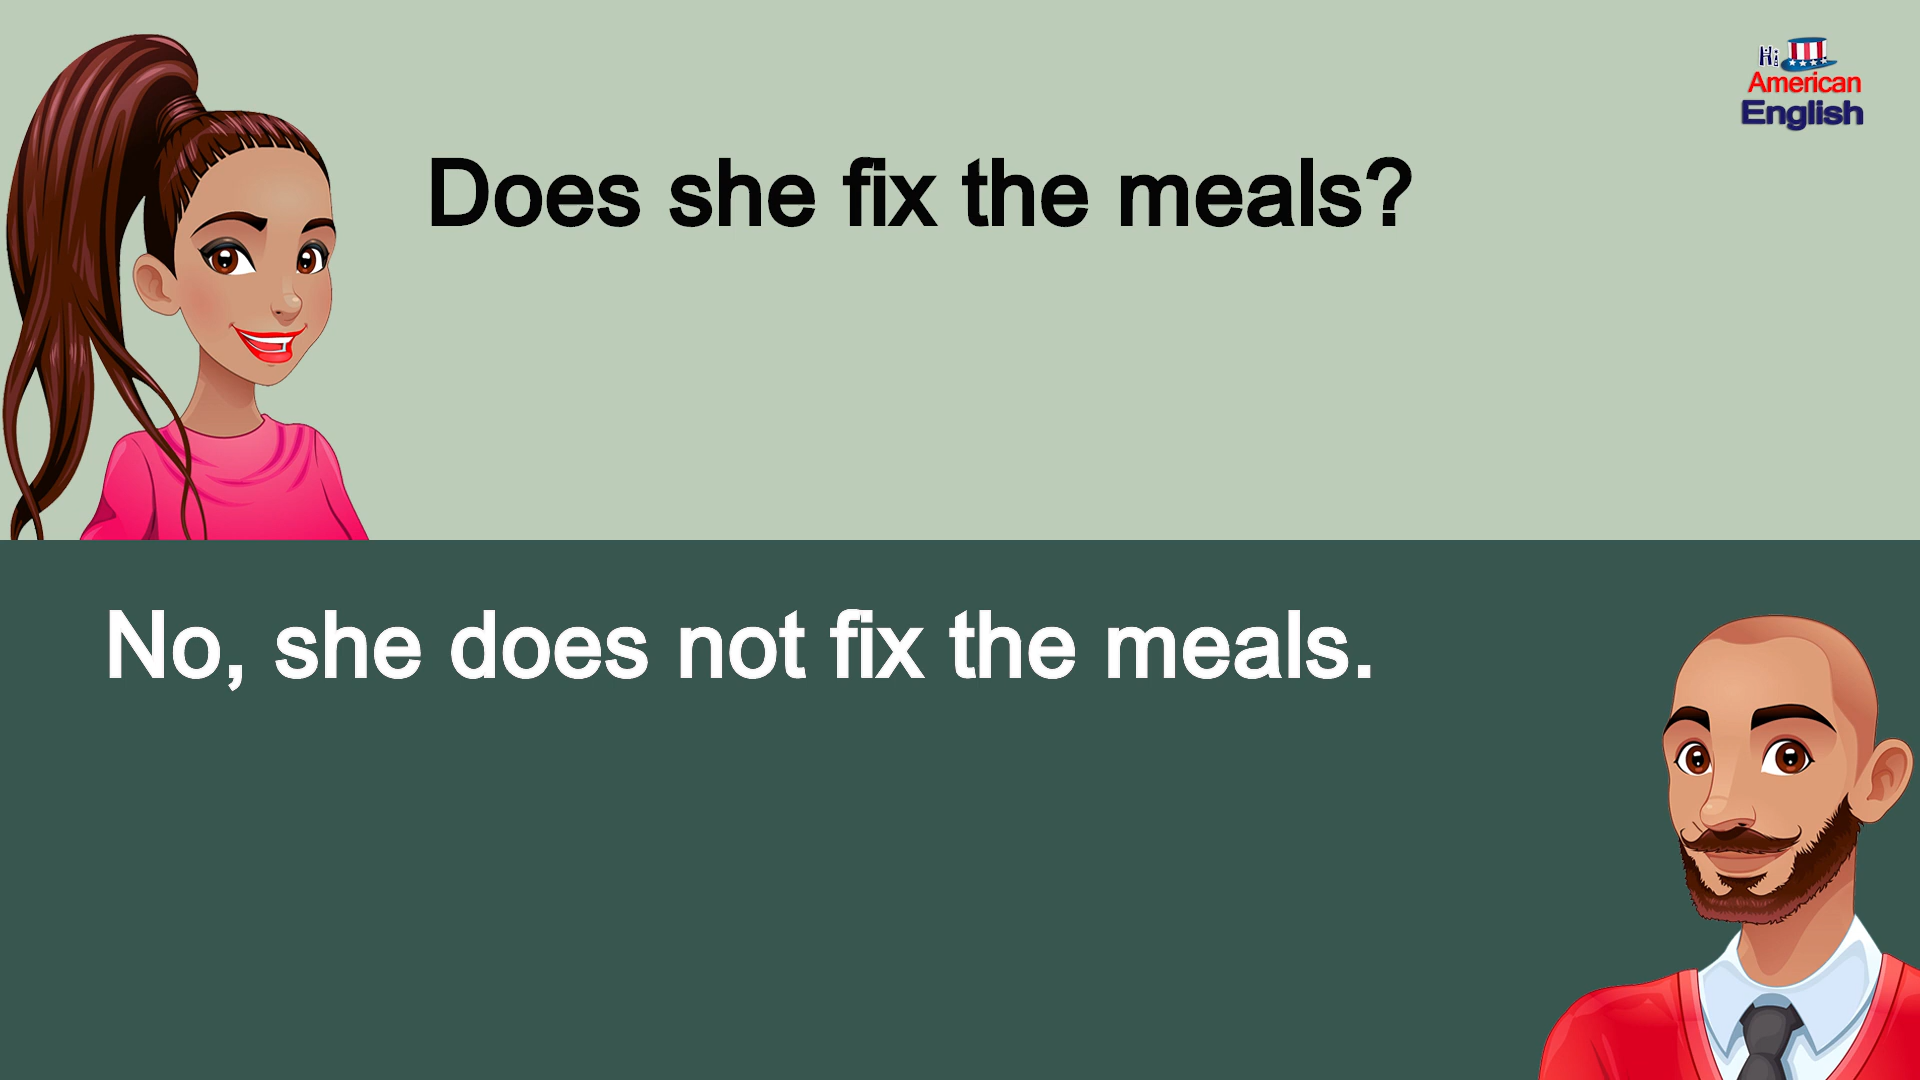 Hi
American
English
Does she fix the meals?
No, she does not fix the meals.